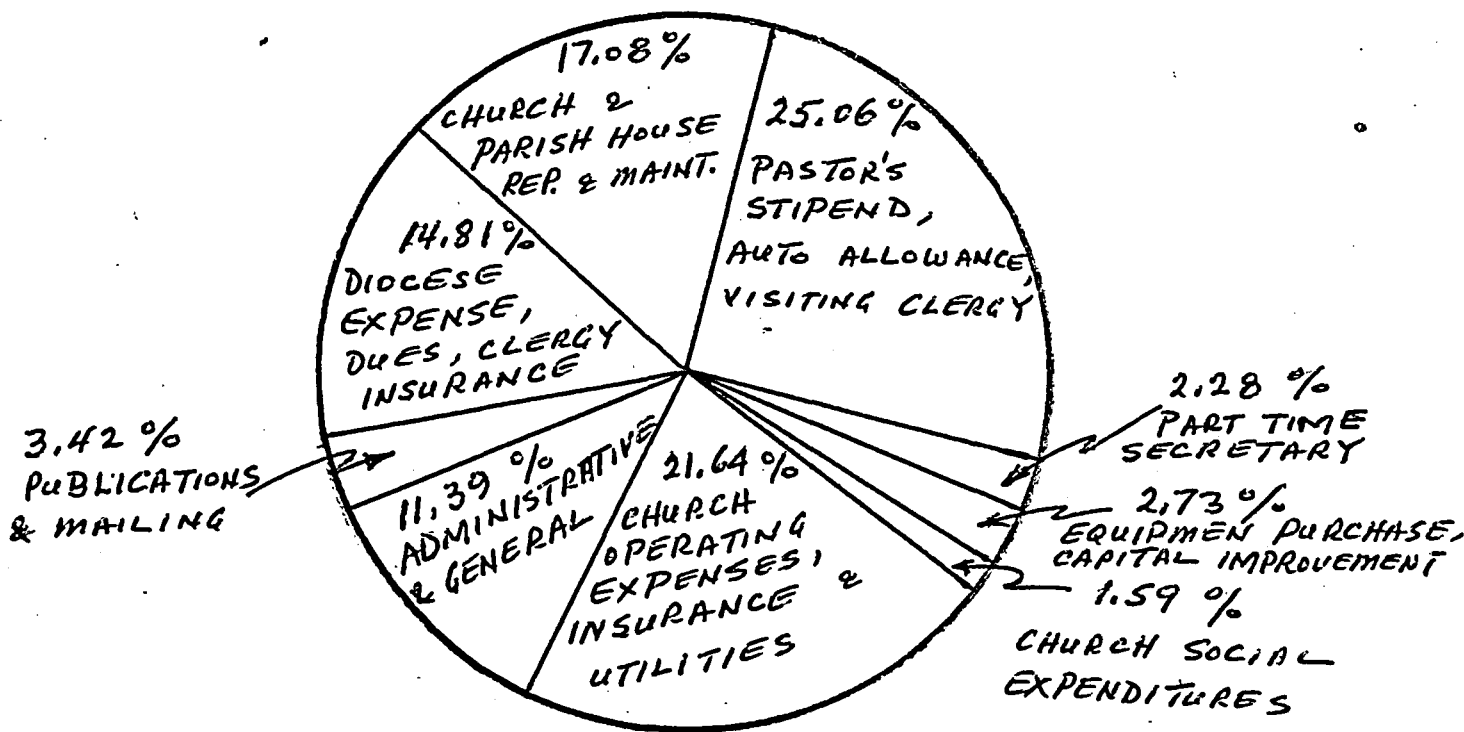 17.08%
CHURCH &
PARISH HOUSE
REP. & MAINT.
25.06%
PASTOR'S
STIPEND,
AUTO ALLOWANCE,
VISITING CLERGY
14.81%
DIOCESE
EXPENSE,
DUES, CLERGY
INSURANCE
2.28 %
PART TIME
SECRETARY
3.42 %
PUBLICATIONS
& MAILING
11.39 %
ADMINISTRATIVE
& GENERAL
21.64 %
CHURCH
OPERATING
EXPENSES,
INSURANCE &
UTILITIES
2.73 %
EQUIPMEN PURCHASE,
CAPITAL IMPROVEMENT
1.59 %
CHURCH SOCIAL
EXPENDITURES